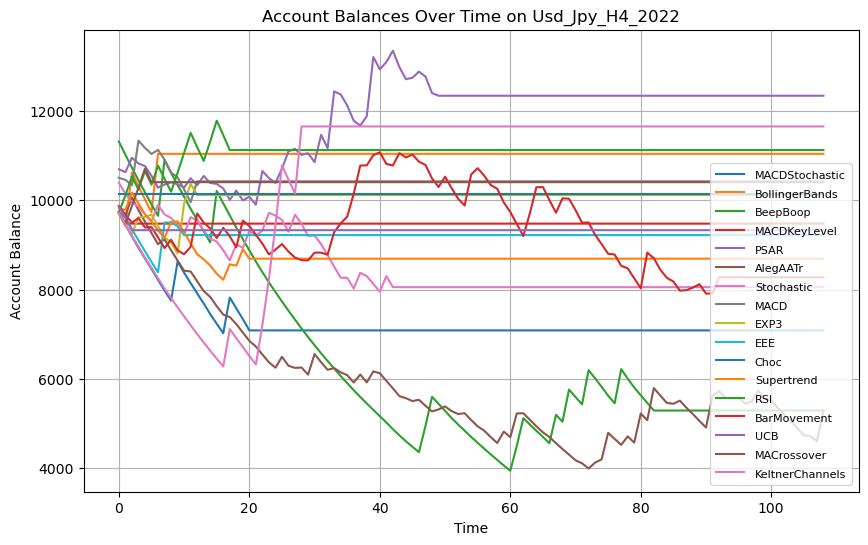 Account Balances Over Time on Usd_Jpy_H4_2022
Account Balance
12000
10000
8000
6000
4000
MACDStochastic
BollingerBands
BeepBoop
MACDKeyLevel
PSAR
AlegAATr
Stochastic
MACD
EXP3
EEE
Choc
Supertrend
RSI
BarMovement
UCB
MACrossover
KeltnerChannels
0 20 40 60 80 100
Time